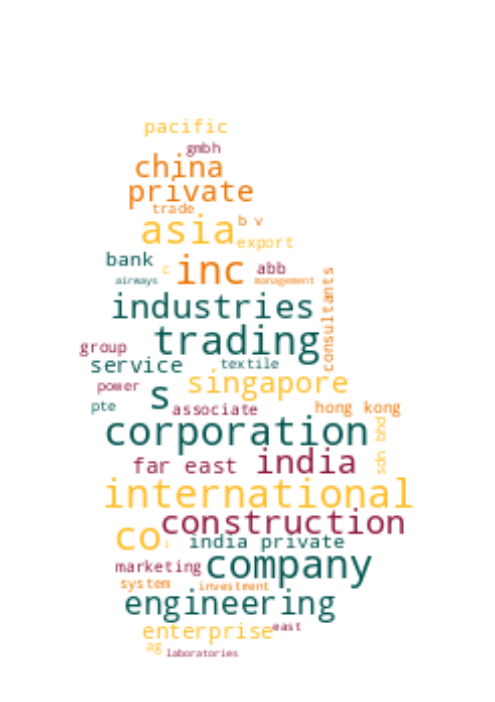 pacific
gmbh
china
private
trade
asia b v
export
bank c inc abb
airways management
industries consultants
trading
group
service textile
power singapore
s
pte associate hong kong
corporation sdn bhd
far east india
international
construction
co i india private
marketing company
system investment
engineering
enterprise east
ag laboratories